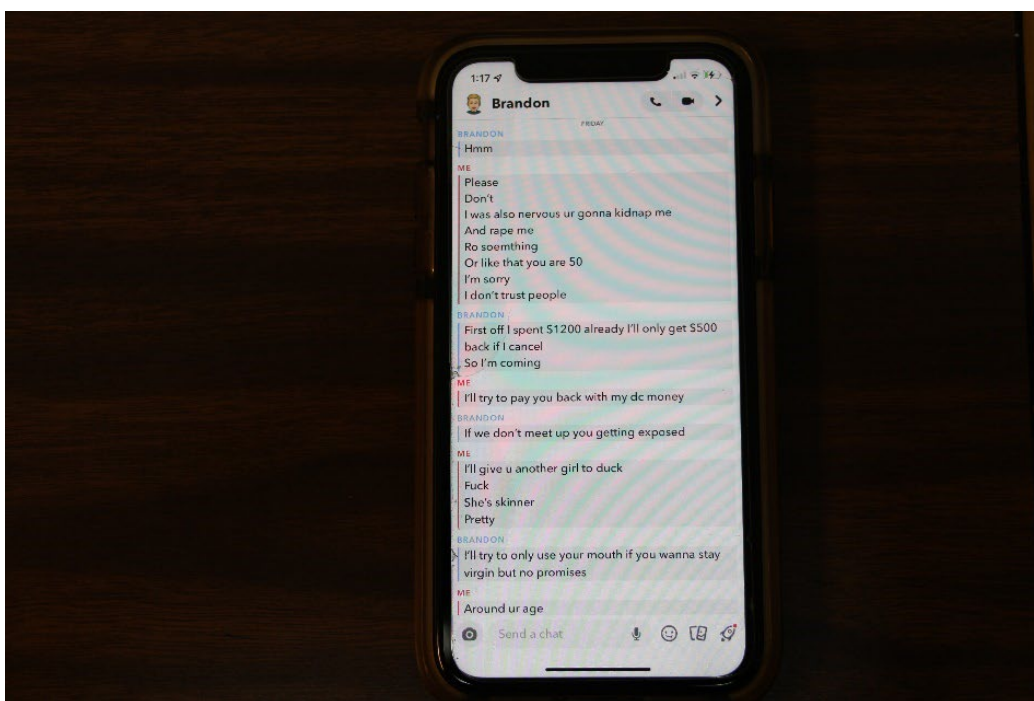 1:17
Brandon
FRIDAY
BRANDON
Hmm
ME
Please
Don't
I was also nervous ur gonna kidnap me
And rape me
Ro soemthing
Or like that you are 50
I'm sorry
I don't trust people
BRANDON
First off I spent $1200 already I'll only get $500
back if I cancel
So I'm coming
ME
I'll try to pay you back with my dc money
BRANDON
If we don't meet up you getting exposed
ME
I'll give u another girl to duck
Fuck
She's skinner
Pretty
BRANDON
I'll try to only use your mouth if you wanna stay
virgin but no promises
ME
Around ur age
Send a chat